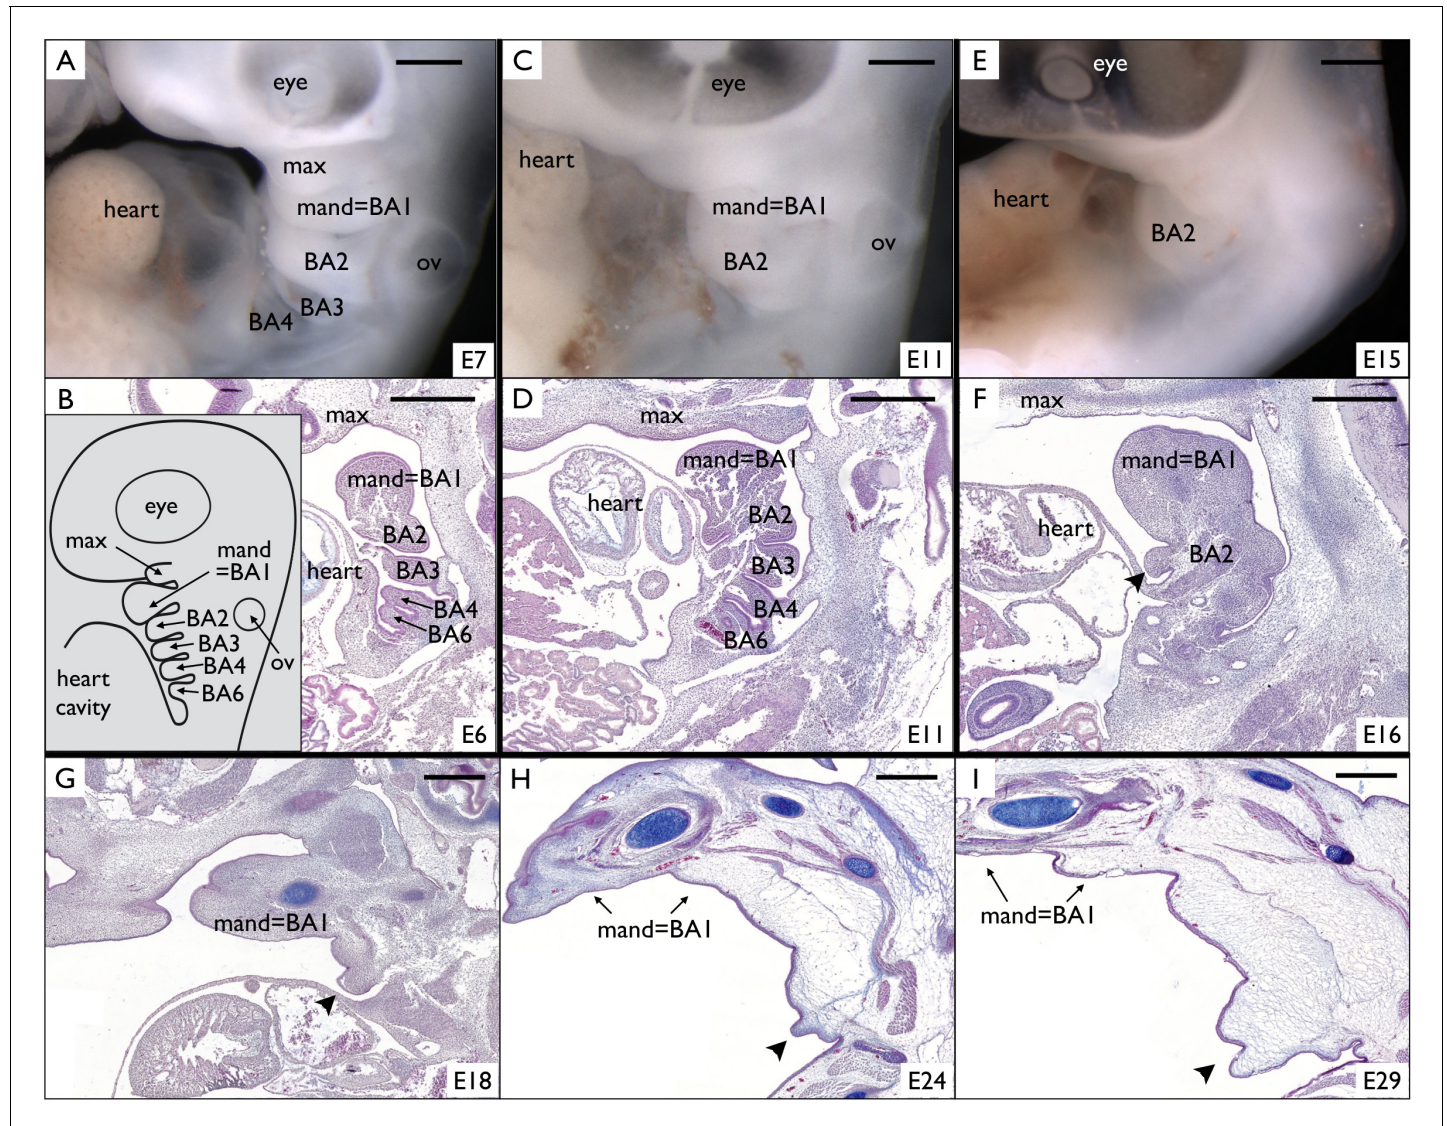 A
eye
max
heart
mand=BA1
BA2
ov
BA3
BA4
E7
C
eye
heart
mand=BA1
BA2
ov
E11
E
eye
heart
BA2
E15
B
eye
max
mand
=BA1
BA2
BA3
BA4
BA6
ov
heart
cavity
max
mand=BA1
BA2
heart
BA3
BA4
BA6
E6
D
max
mand=BA1
heart
BA2
BA3
BA4
BA6
E11
F
max
mand=BA1
heart
BA2
E16
G
mand=BA1
E18
H
mand=BA1
E24
I
mand=BA1
E29